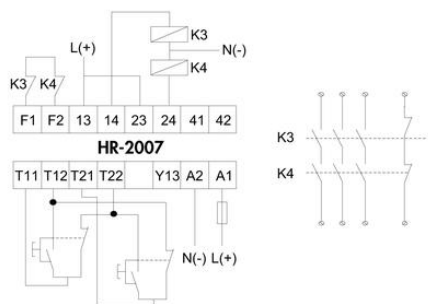 L(+)
K3
N(-)
K3 K4
K4
F1 F2 13 14 23 24 41 42
HR-2007
T11 T12 T21 T22 Y13 A2 A1
N(-) L(+)
K3
K4